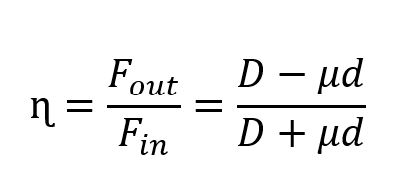 ɳ = F_out / F_in = (D − μd) / (D + μd)